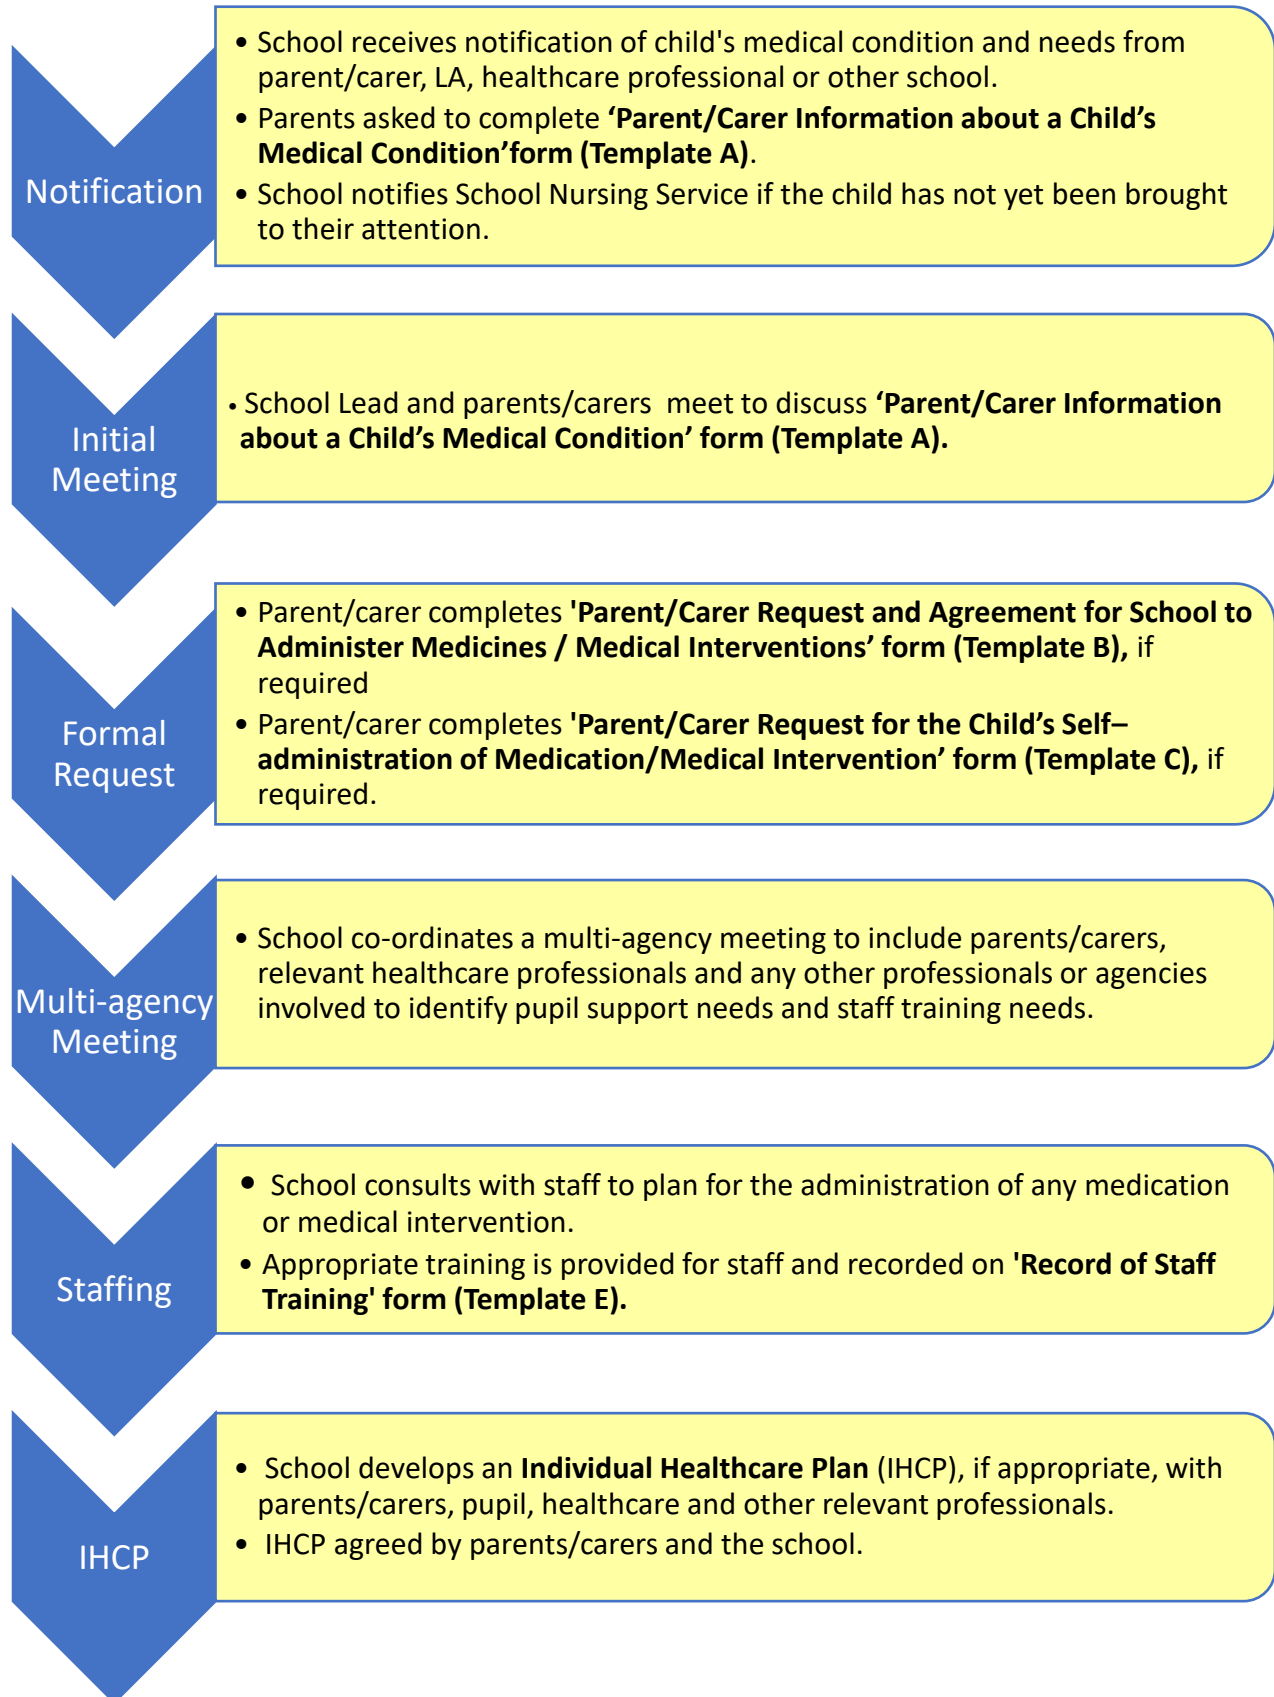 Notification
• School receives notification of child's medical condition and needs from
parent/carer, LA, healthcare professional or other school.
• Parents asked to complete ‘Parent/Carer Information about a Child’s
Medical Condition’form (Template A).
• School notifies School Nursing Service if the child has not yet been brought
to their attention.
Initial
Meeting
• School Lead and parents/carers  meet to discuss ‘Parent/Carer Information
about a Child’s Medical Condition’ form (Template A).
Formal
Request
• Parent/carer completes 'Parent/Carer Request and Agreement for School to
Administer Medicines / Medical Interventions’ form (Template B), if
required
• Parent/carer completes 'Parent/Carer Request for the Child’s Self–
administration of Medication/Medical Intervention’ form (Template C), if
required.
Multi-agency
Meeting
• School co-ordinates a multi-agency meeting to include parents/carers,
relevant healthcare professionals and any other professionals or agencies
involved to identify pupil support needs and staff training needs.
Staffing
• School consults with staff to plan for the administration of any medication
or medical intervention.
• Appropriate training is provided for staff and recorded on 'Record of Staff
Training' form (Template E).
IHCP
• School develops an Individual Healthcare Plan (IHCP), if appropriate, with
parents/carers, pupil, healthcare and other relevant professionals.
• IHCP agreed by parents/carers and the school.